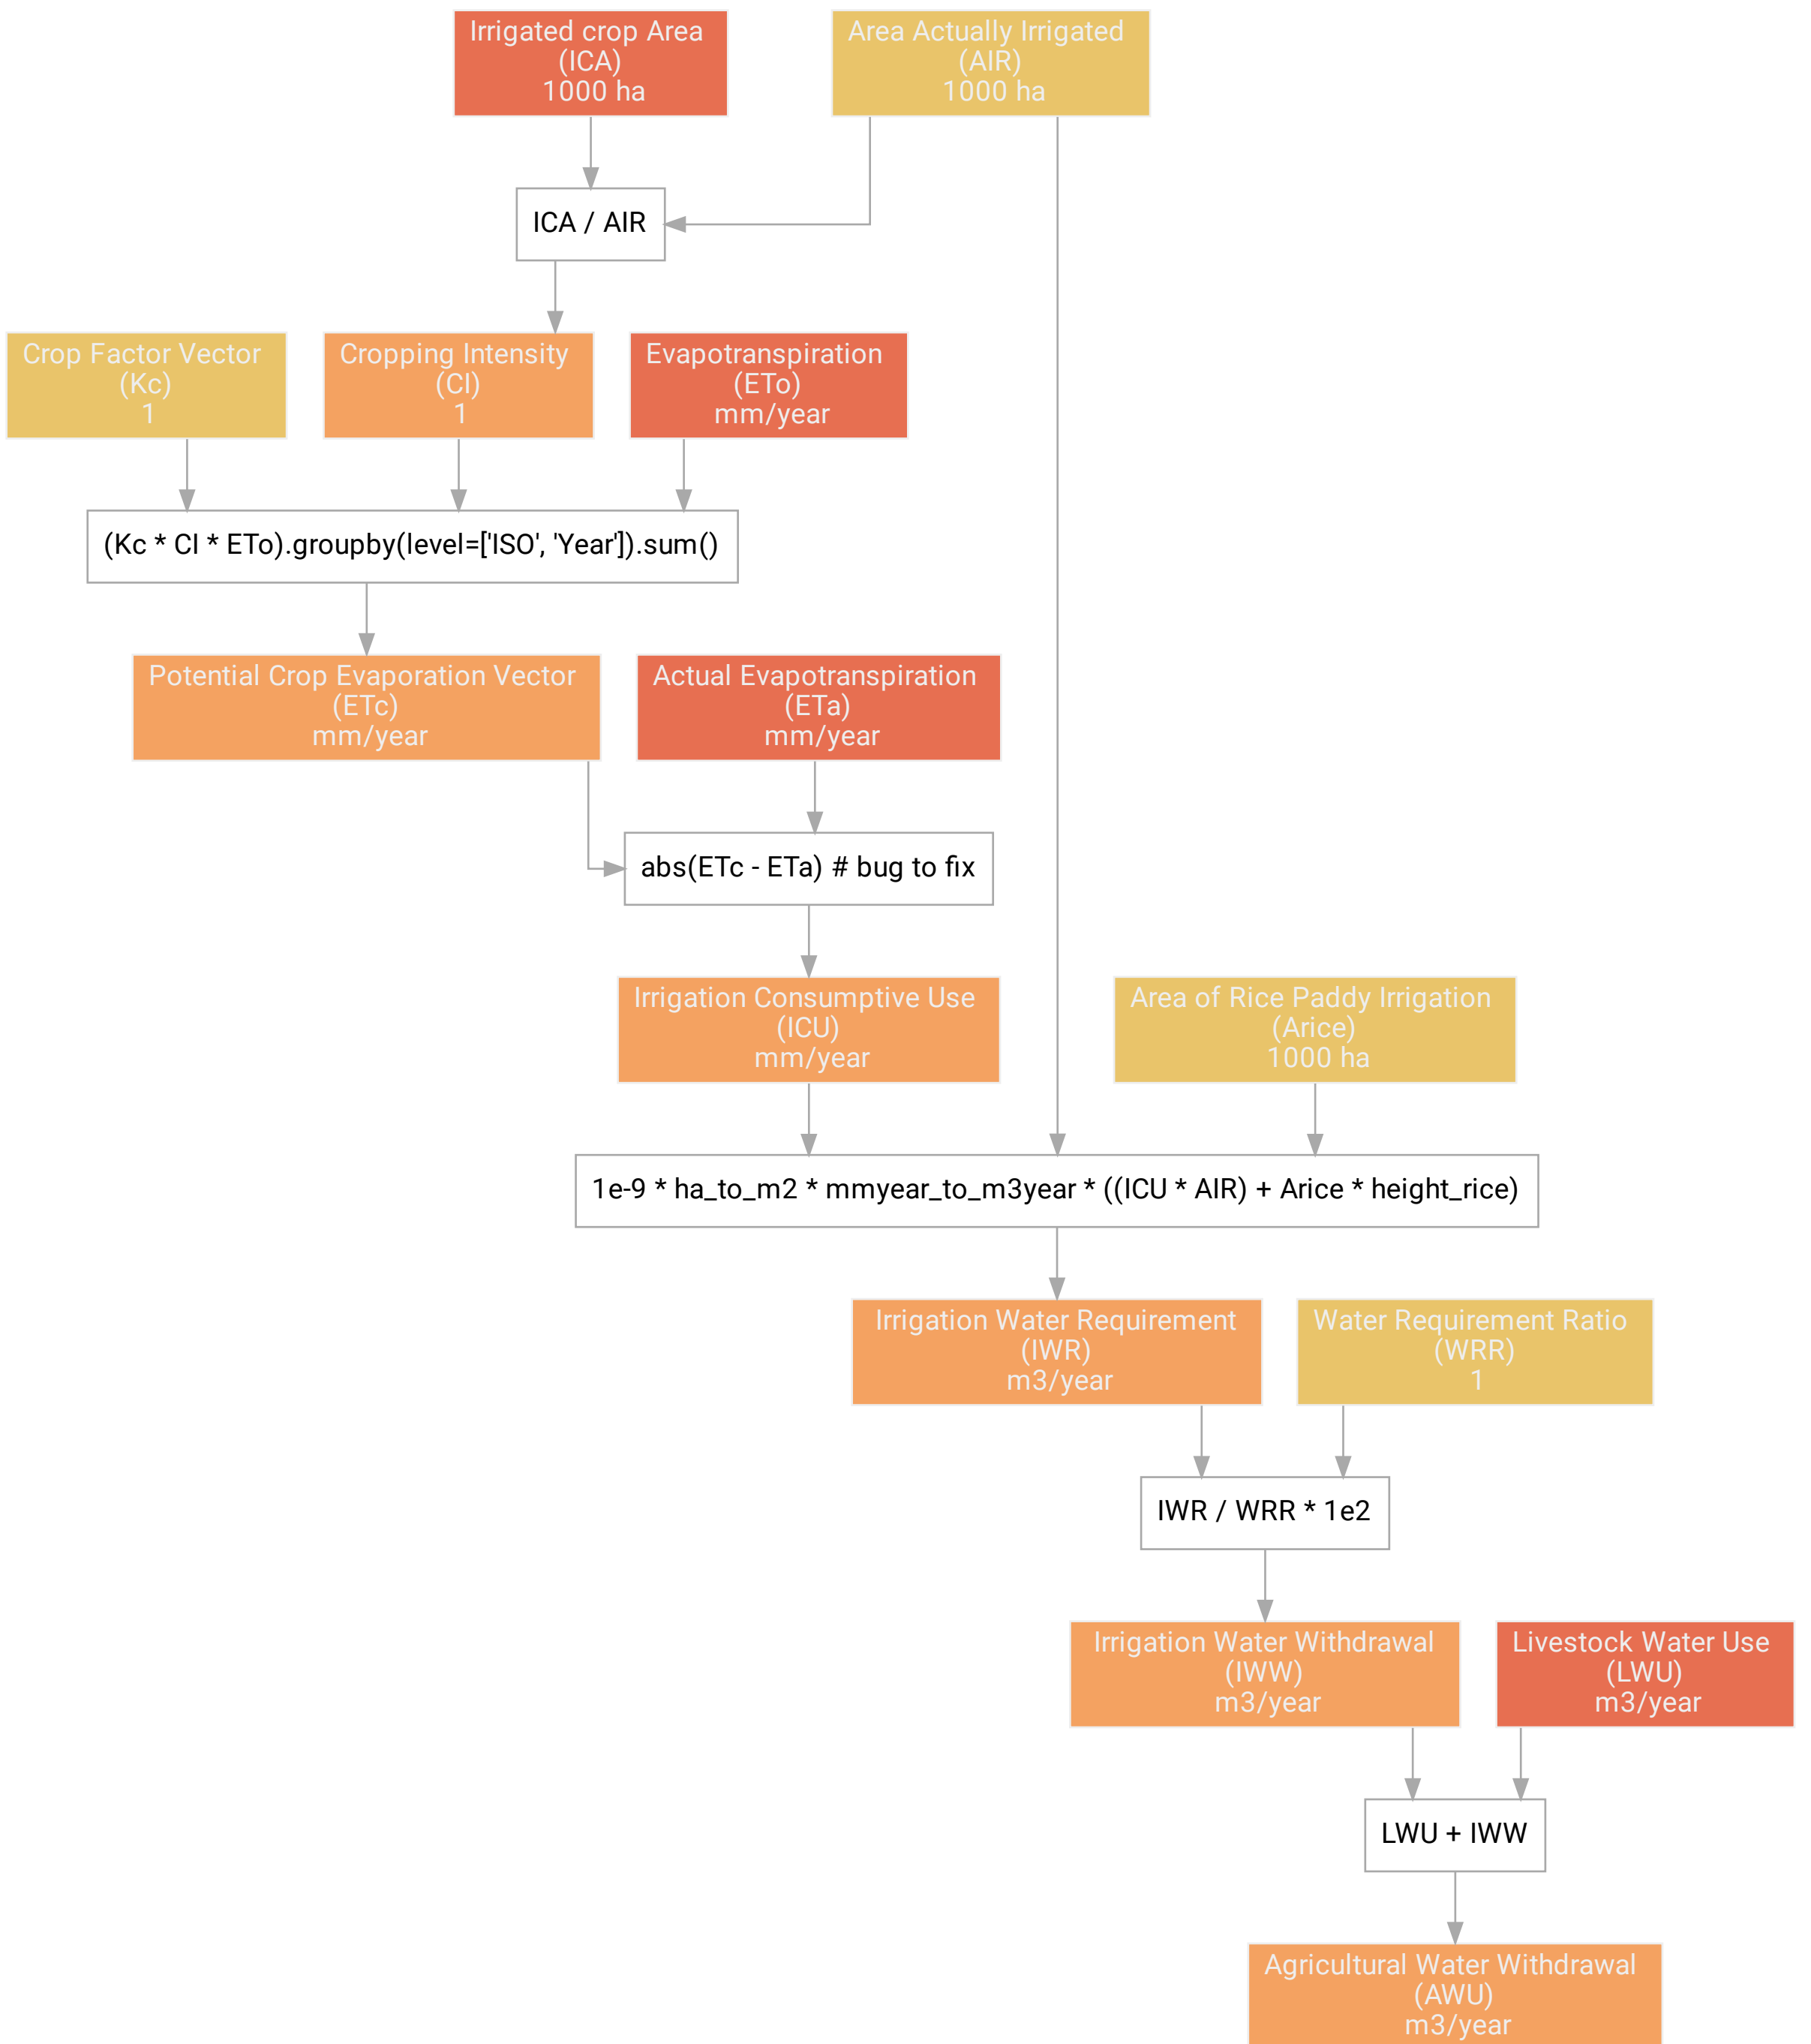 Irrigated crop Area
(ICA)
1000 ha
Area Actually Irrigated
(AIR)
1000 ha
ICA / AIR
Crop Factor Vector
(Kc)
1
Cropping Intensity
(CI)
1
Evapotranspiration
(ETo)
mm/year
(Kc * CI * ETo).groupby(level=['ISO', 'Year']).sum()
Potential Crop Evaporation Vector
(ETc)
mm/year
Actual Evapotranspiration
(ETa)
mm/year
abs(ETc - ETa) # bug to fix
Irrigation Consumptive Use
(ICU)
mm/year
Area of Rice Paddy Irrigation
(Arice)
1000 ha
1e-9 * ha_to_m2 * mmyear_to_m3year * ((ICU * AIR) + Arice * height_rice)
Irrigation Water Requirement
(IWR)
m3/year
Water Requirement Ratio
(WRR)
1
IWR / WRR * 1e2
Irrigation Water Withdrawal
(IWW)
m3/year
Livestock Water Use
(LWU)
m3/year
LWU + IWW
Agricultural Water Withdrawal
(AWU)
m3/year